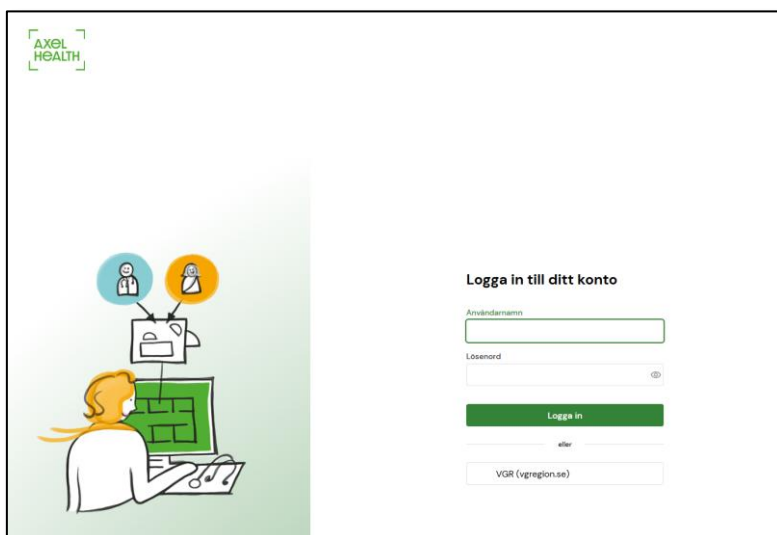 AXEL
HEALTH
Logga in till ditt konto
Användarnamn
Lösenord
Logga in
eller
VGR (vgregion.se)